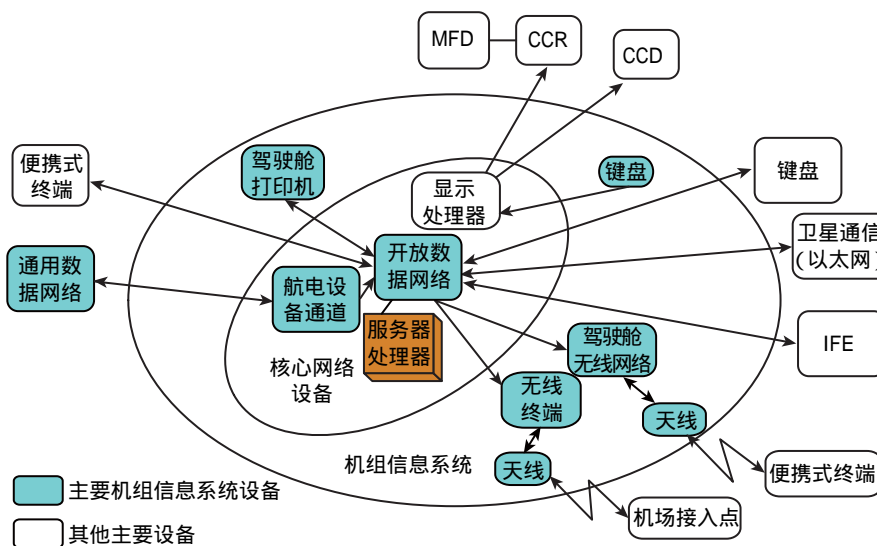 MFD
CCR
CCD
便携式
终端
驾驶舱
打印机
显示
处理器
键盘
键盘
卫星通信
(以太网)
通用数
据网络
航电设
备通道
开放数
据网络
服务器
处理器
核心网络
设备
驾驶舱
无线网络
IFE
无线
终端
天线
机组信息系统
天线
便携式终端
机场接入点
主要机组信息系统设备
其他主要设备